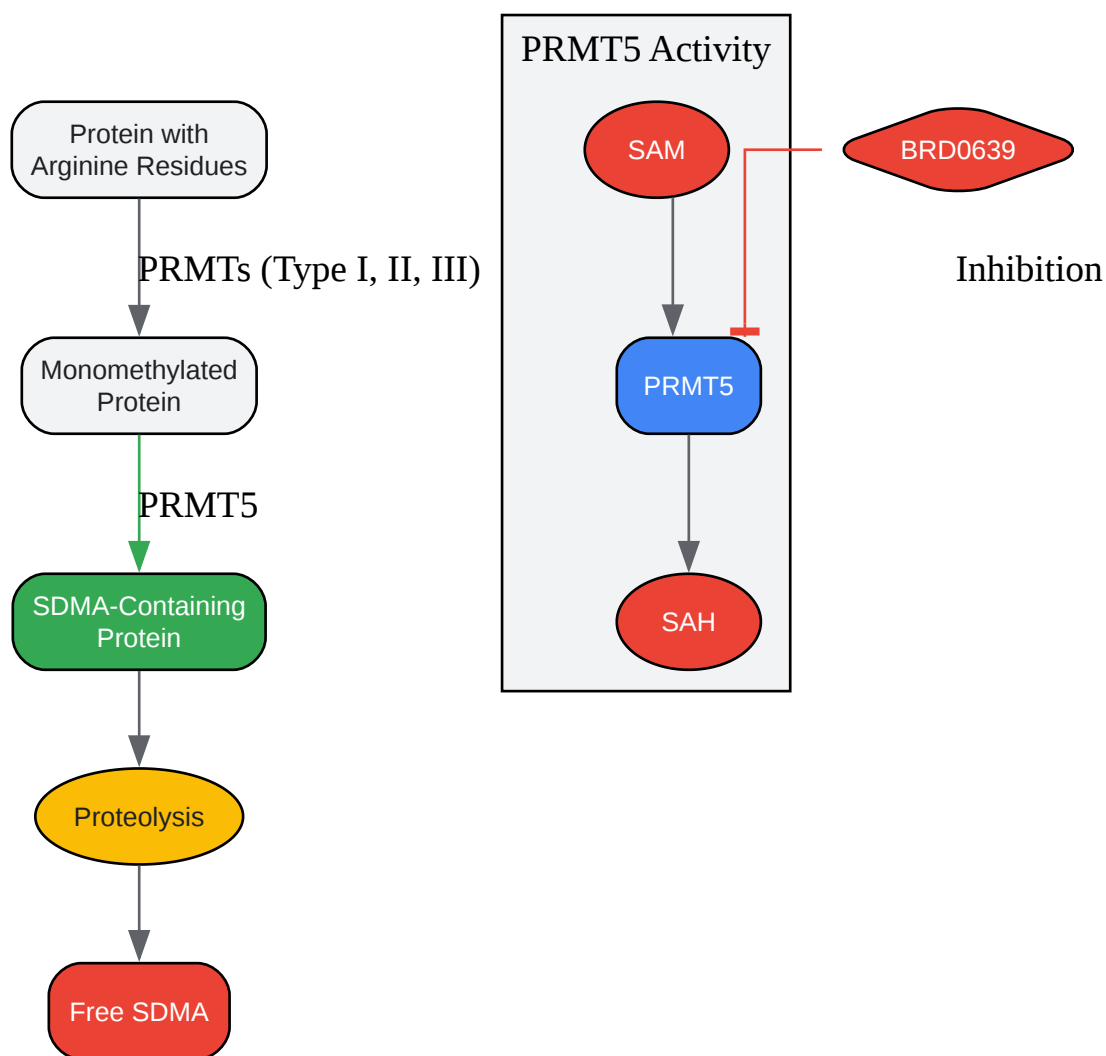 PRMT5 Activity
Protein with
Arginine Residues
SAM
BRD0639
PRMTs (Type I, II, III)
Inhibition
Monomethylated
Protein
PRMT5
PRMT5
SDMA-Containing
Protein
SAH
Proteolysis
Free SDMA